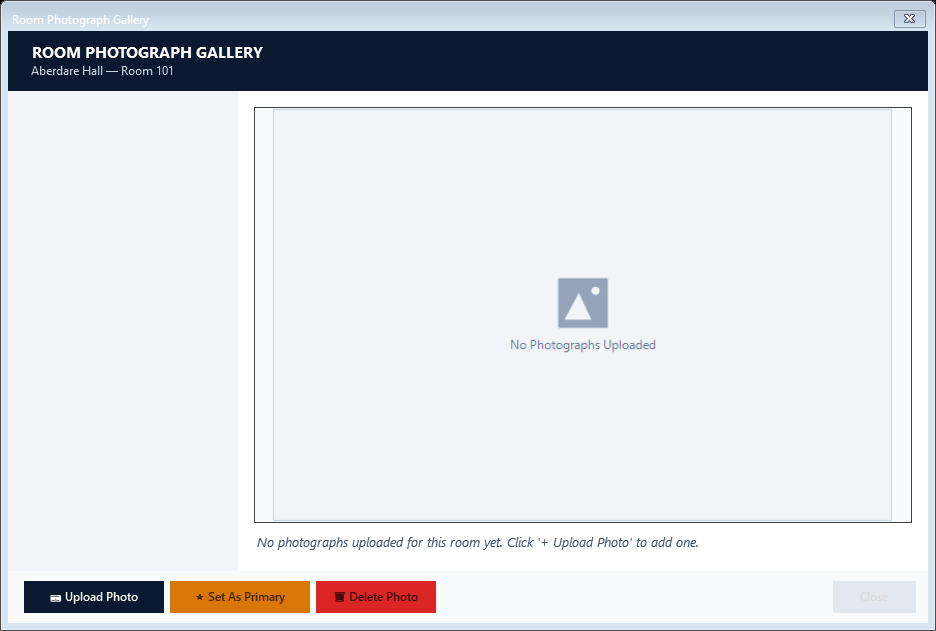 Room Photograph Gallery
ROOM PHOTOGRAPH GALLERY
Aberdare Hall — Room 101
No Photographs Uploaded
No photographs uploaded for this room yet. Click '+ Upload Photo' to add one.
Upload Photo
★ Set As Primary
Delete Photo
Close